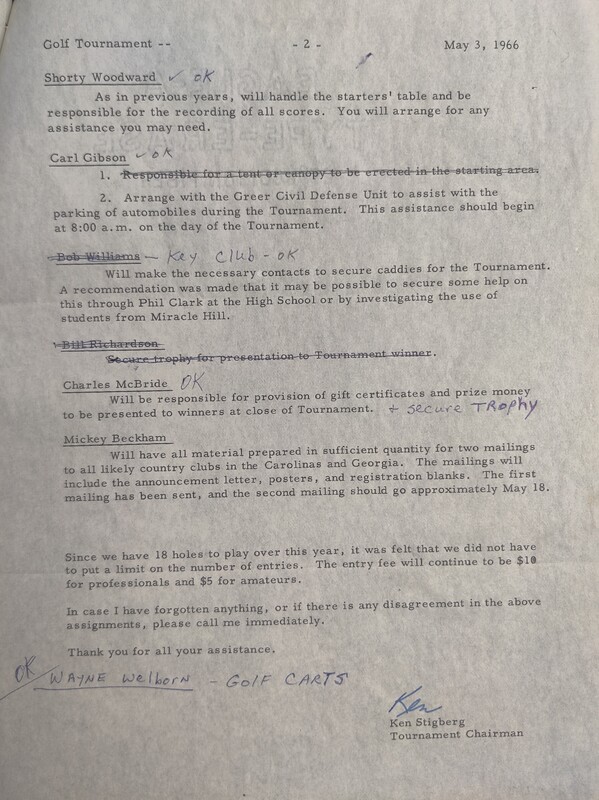 Golf Tournament -- - 2 - May 3, 1966
Shorty Woodward ✓ OK
As in previous years, will handle the starters' table and be
responsible for the recording of all scores. You will arrange for any
assistance you may need.
Carl Gibson ✓ OK
1. Responsible for a tent or canopy to be erected in the starting area.
2. Arrange with the Greer Civil Defense Unit to assist with the
parking of automobiles during the Tournament. This assistance should begin
at 8:00 a.m. on the day of the Tournament.
Bob Williams - Key Club - OK
Will make the necessary contacts to secure caddies for the Tournament.
A recommendation was made that it may be possible to secure some help on
this through Phil Clark at the High School or by investigating the use of
students from Miracle Hill.
Bill Richardson
Secure trophy for presentation to Tournament winner.
Charles McBride OK
Will be responsible for provision of gift certificates and prize money
to be presented to winners at close of Tournament. + secure TROPHY
Mickey Beckham
Will have all material prepared in sufficient quantity for two mailings
to all likely country clubs in the Carolinas and Georgia. The mailings will
include the announcement letter, posters, and registration blanks. The first
mailing has been sent, and the second mailing should go approximately May 18.
Since we have 18 holes to play over this year, it was felt that we did not have
to put a limit on the number of entries. The entry fee will continue to be $10
for professionals and $5 for amateurs.
In case I have forgotten anything, or if there is any disagreement in the above
assignments, please call me immediately.
Thank you for all your assistance.
OK / WAYNE Welborn - GOLF CARTS
Ken
Ken Stigberg
Tournament Chairman